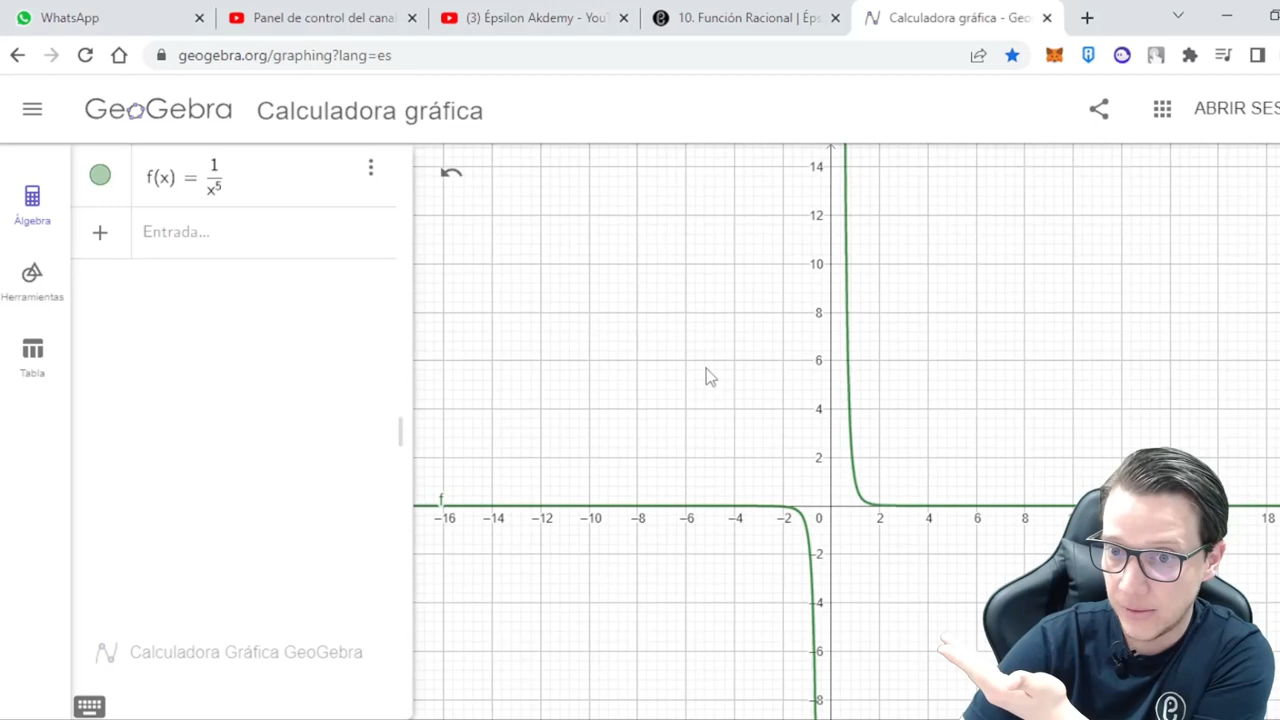 WhatsApp
Panel de control del canal
(3) Épsilon Akdemy - YouT
10. Función Racional | Éps
Calculadora gráfica - Geo
geogebra.org/graphing?lang=es
GeoGebra
Calculadora gráfica
ABRIR SES
Álgebra
f(x) = 1/x⁵
Entrada...
Herramientas
Tabla
Calculadora Gráfica GeoGebra
f
14
12
10
8
6
4
2
-16 -14 -12 -10 -8 -6 -4 -2 0 2 4 6 8 18
-2
-4
-6
-8